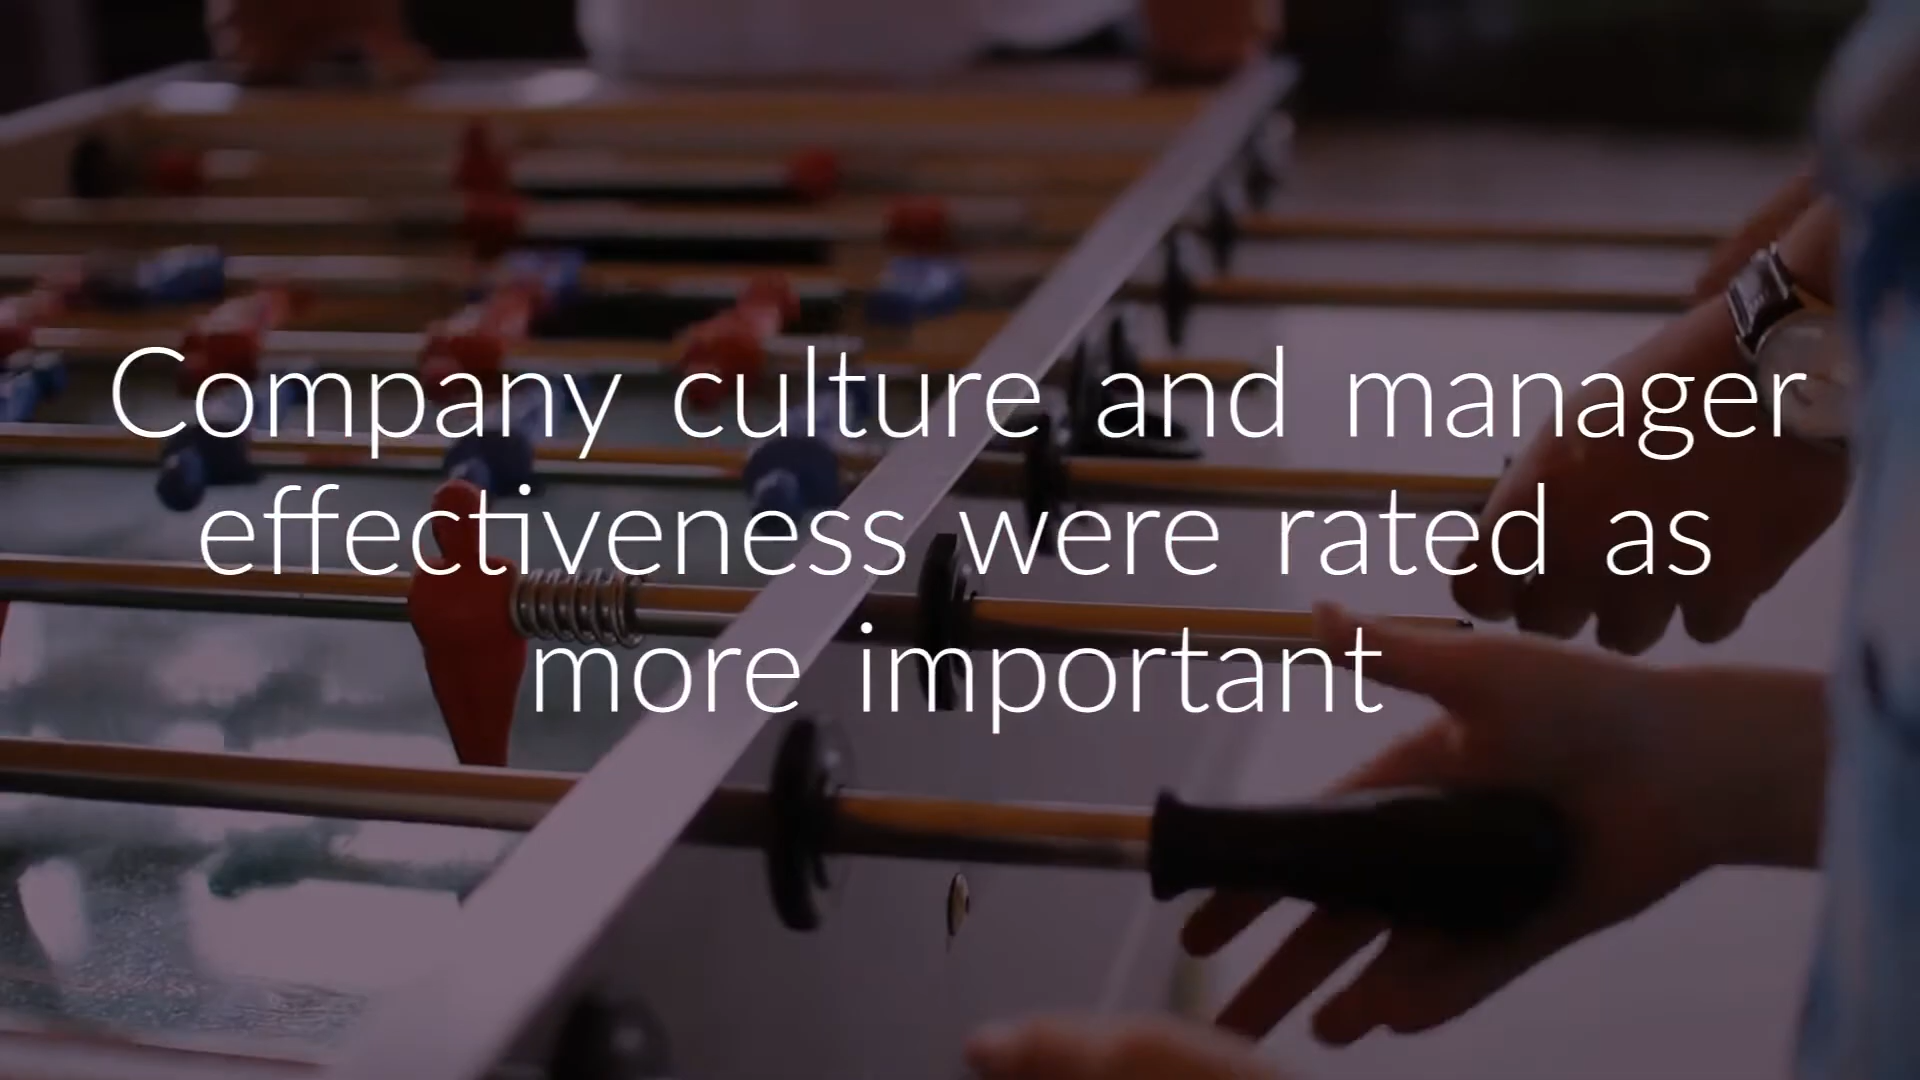 Company culture and manager
effectiveness were rated as
more important